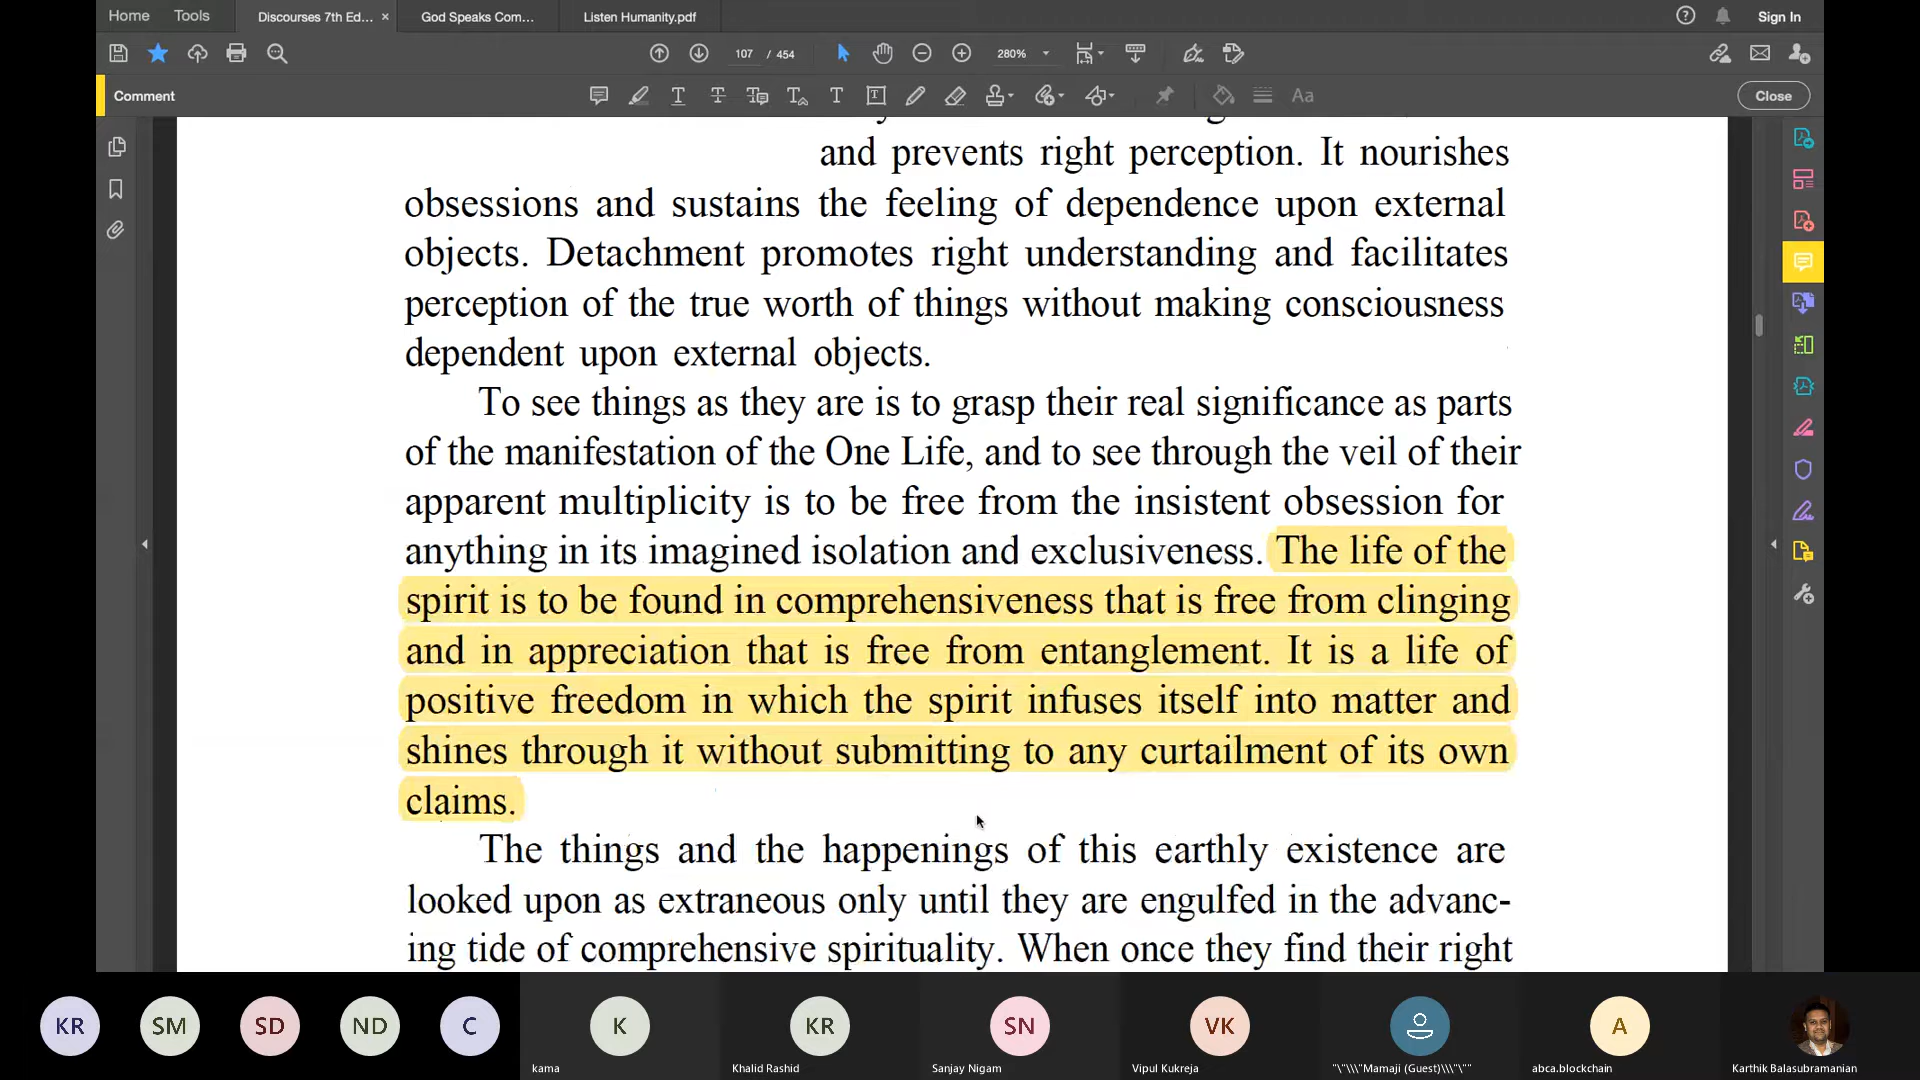 Home
Tools
Discourses 7th Ed... ×
God Speaks Com...
Listen Humanity.pdf
Sign In
107 / 454
280%
Comment
Aa
Close
and prevents right perception. It nourishes
obsessions and sustains the feeling of dependence upon external
objects. Detachment promotes right understanding and facilitates
perception of the true worth of things without making consciousness
dependent upon external objects.
To see things as they are is to grasp their real significance as parts
of the manifestation of the One Life, and to see through the veil of their
apparent multiplicity is to be free from the insistent obsession for
anything in its imagined isolation and exclusiveness. The life of the
spirit is to be found in comprehensiveness that is free from clinging
and in appreciation that is free from entanglement. It is a life of
positive freedom in which the spirit infuses itself into matter and
shines through it without submitting to any curtailment of its own
claims.
The things and the happenings of this earthly existence are
looked upon as extraneous only until they are engulfed in the advanc-
ing tide of comprehensive spirituality. When once they find their right
KR
SM
SD
ND
C
K
KR
SN
VK
A
kama
Khalid Rashid
Sanjay Nigam
Vipul Kukreja
"\"\\\"Mamaji (Guest)\\\"\""
abca.blockchain
Karthik Balasubramanian